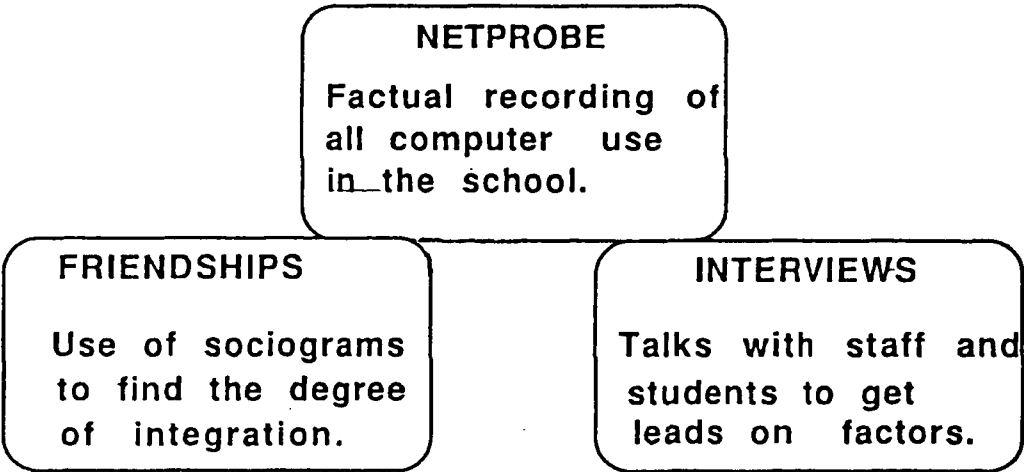 NETPROBE
Factual recording of
all computer use
in the school.
FRIENDSHIPS
Use of sociograms
to find the degree
of integration.
INTERVIEWS
Talks with staff and
students to get
leads on factors.